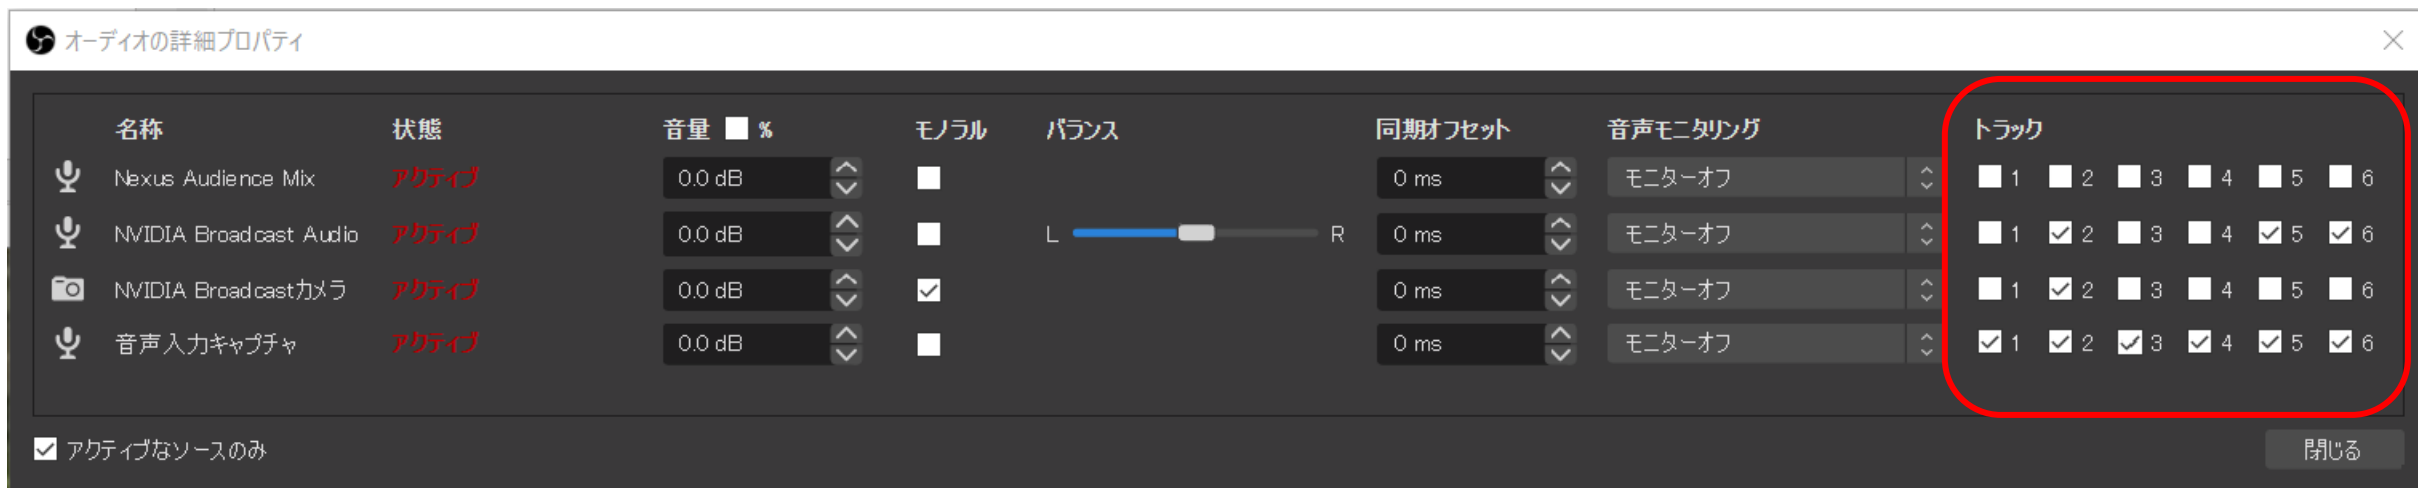 オーディオの詳細プロパティ
名称 状態 音量 % モノラル バランス 同期オフセット 音声モニタリング トラック
Nexus Audience Mix アクティブ 0.0 dB 0 ms モニターオフ 1 2 3 4 5 6
NVIDIA Broadcast Audio アクティブ 0.0 dB L R 0 ms モニターオフ 1 2 3 4 5 6
NVIDIA Broadcastカメラ アクティブ 0.0 dB 0 ms モニターオフ 1 2 3 4 5 6
音声入力キャプチャ アクティブ 0.0 dB 0 ms モニターオフ 1 2 3 4 5 6
アクティブなソースのみ 閉じる